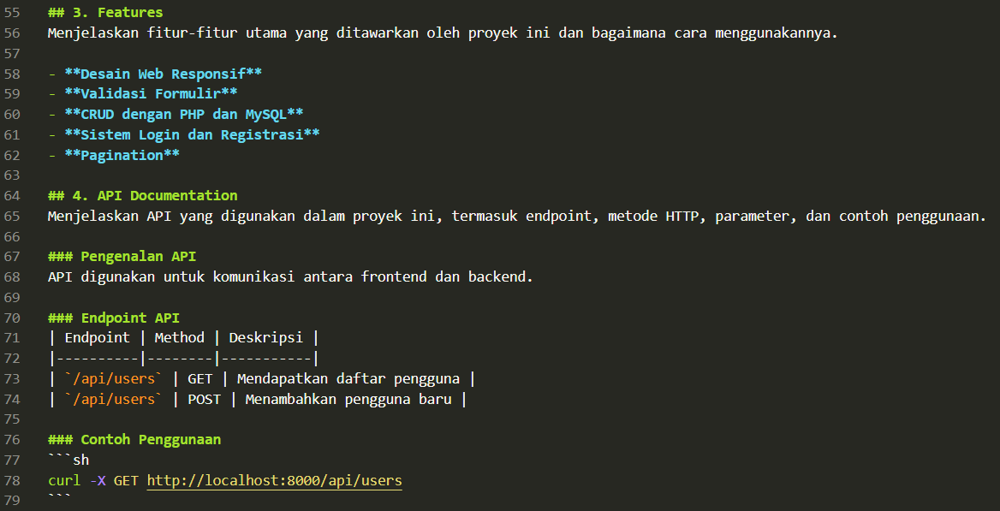 55 ## 3. Features
56 Menjelaskan fitur-fitur utama yang ditawarkan oleh proyek ini dan bagaimana cara menggunakannya.
57
58 - **Desain Web Responsif**
59 - **Validasi Formulir**
60 - **CRUD dengan PHP dan MySQL**
61 - **Sistem Login dan Registrasi**
62 - **Pagination**
63
64 ## 4. API Documentation
65 Menjelaskan API yang digunakan dalam proyek ini, termasuk endpoint, metode HTTP, parameter, dan contoh penggunaan.
66
67 ### Pengenalan API
68 API digunakan untuk komunikasi antara frontend dan backend.
69
70 ### Endpoint API
71 | Endpoint | Method | Deskripsi |
72 |----------|--------|-----------|
73 | `/api/users` | GET | Mendapatkan daftar pengguna |
74 | `/api/users` | POST | Menambahkan pengguna baru |
75
76 ### Contoh Penggunaan
77 ```sh
78 curl -X GET http://localhost:8000/api/users
79 ```